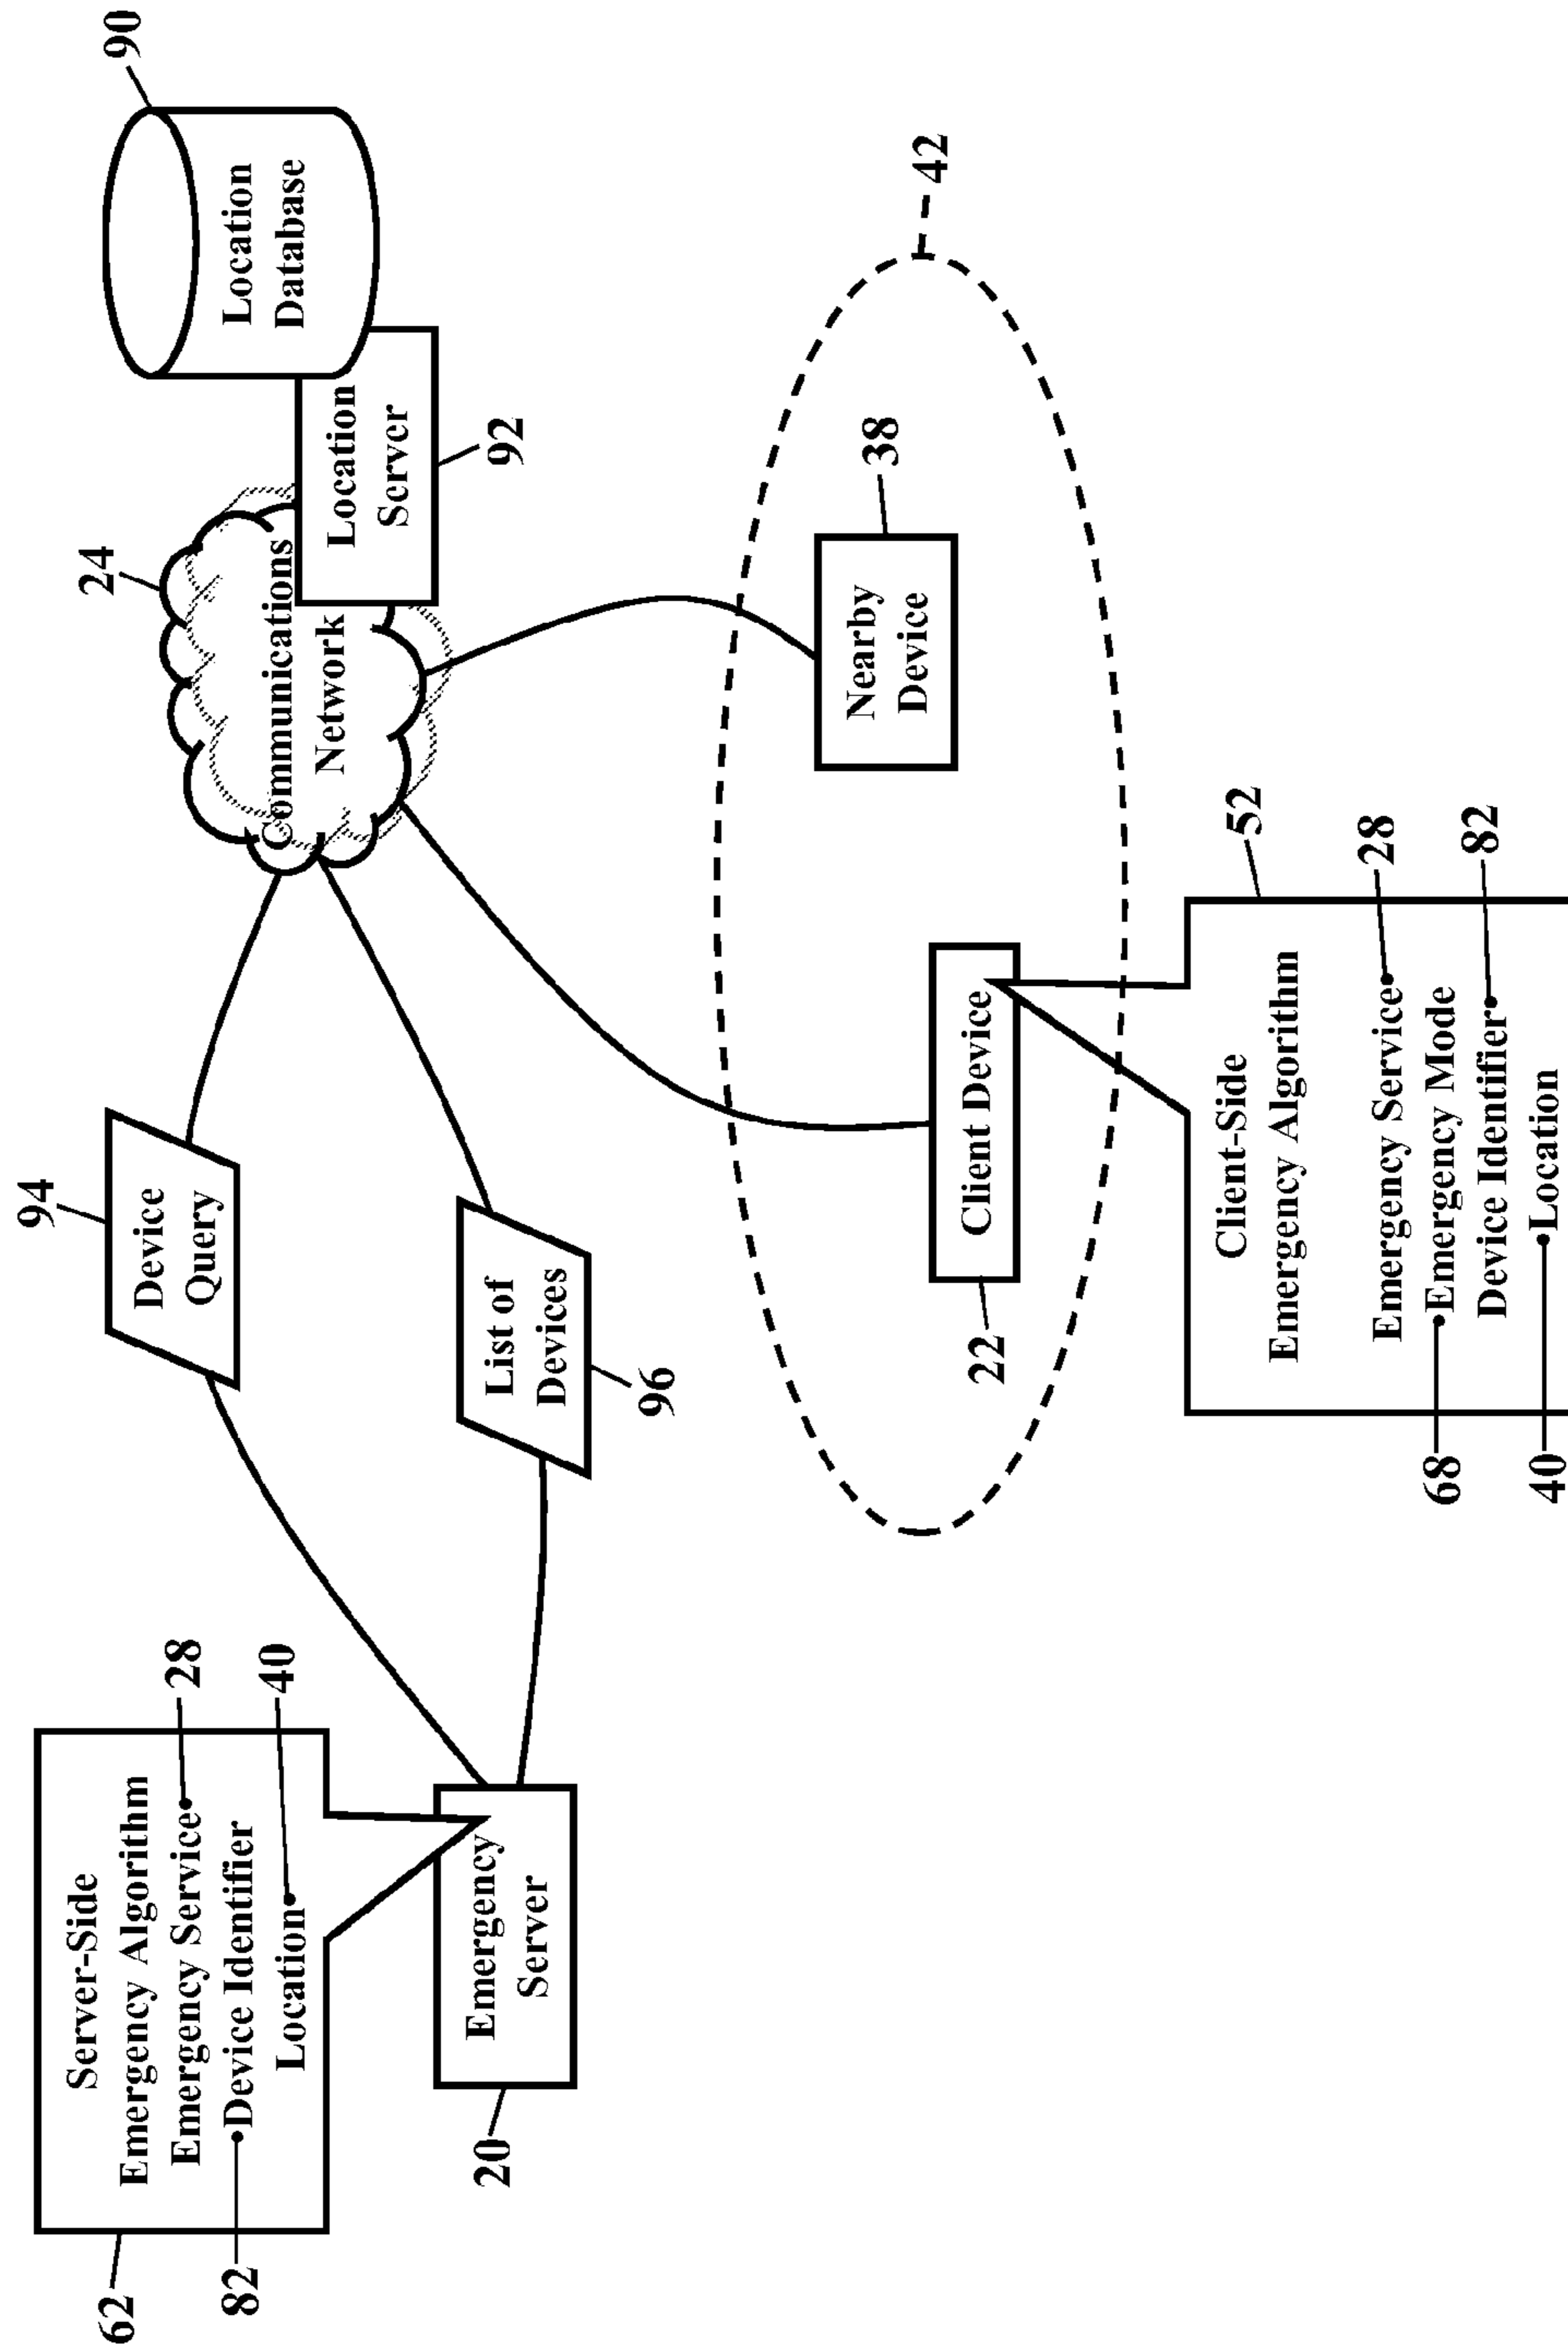 62
Server-Side
Emergency Algorithm
Emergency Service
Device Identifier
Location
82
28
40
20
Emergency
Server
94
Device
Query
List of
Devices
96
24
Communications
Network
Location
Server
92
90
Location
Database
42
Nearby
Device
38
22
Client Device
52
Client-Side
Emergency Algorithm
Emergency Service
28
68
Emergency Mode
Device Identifier
82
40
Location